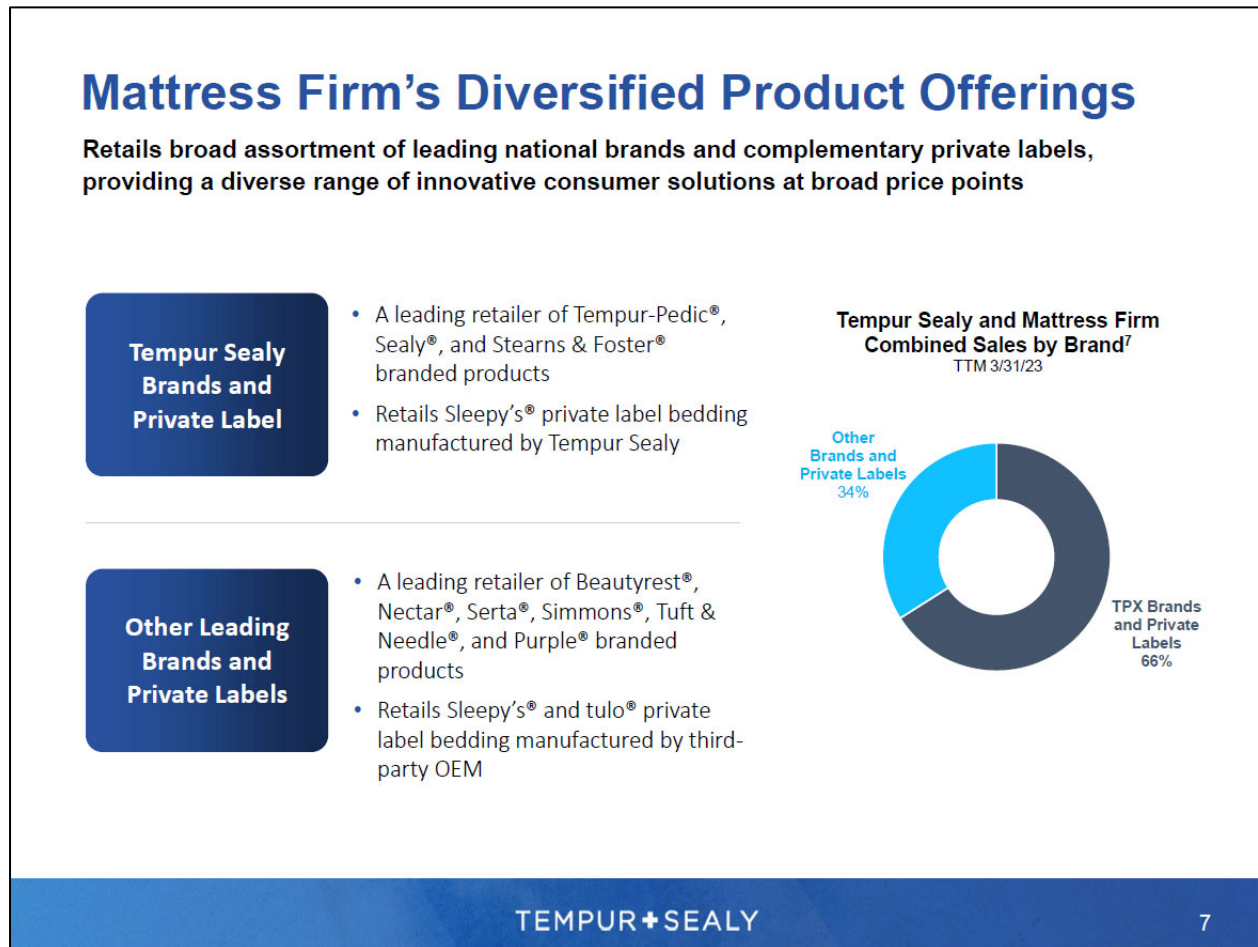 Mattress Firm’s Diversified Product Offerings
Retails broad assortment of leading national brands and complementary private labels,
providing a diverse range of innovative consumer solutions at broad price points
Tempur Sealy
Brands and
Private Label
• A leading retailer of Tempur-Pedic®,
Sealy®, and Stearns & Foster®
branded products
• Retails Sleepy’s® private label bedding
manufactured by Tempur Sealy
Other Leading
Brands and
Private Labels
• A leading retailer of Beautyrest®,
Nectar®, Serta®, Simmons®, Tuft &
Needle®, and Purple® branded
products
• Retails Sleepy’s® and tulo® private
label bedding manufactured by third-
party OEM
Tempur Sealy and Mattress Firm
Combined Sales by Brand⁷
TTM 3/31/23
Other
Brands and
Private Labels
34%
TPX Brands
and Private
Labels
66%
TEMPUR+SEALY
7